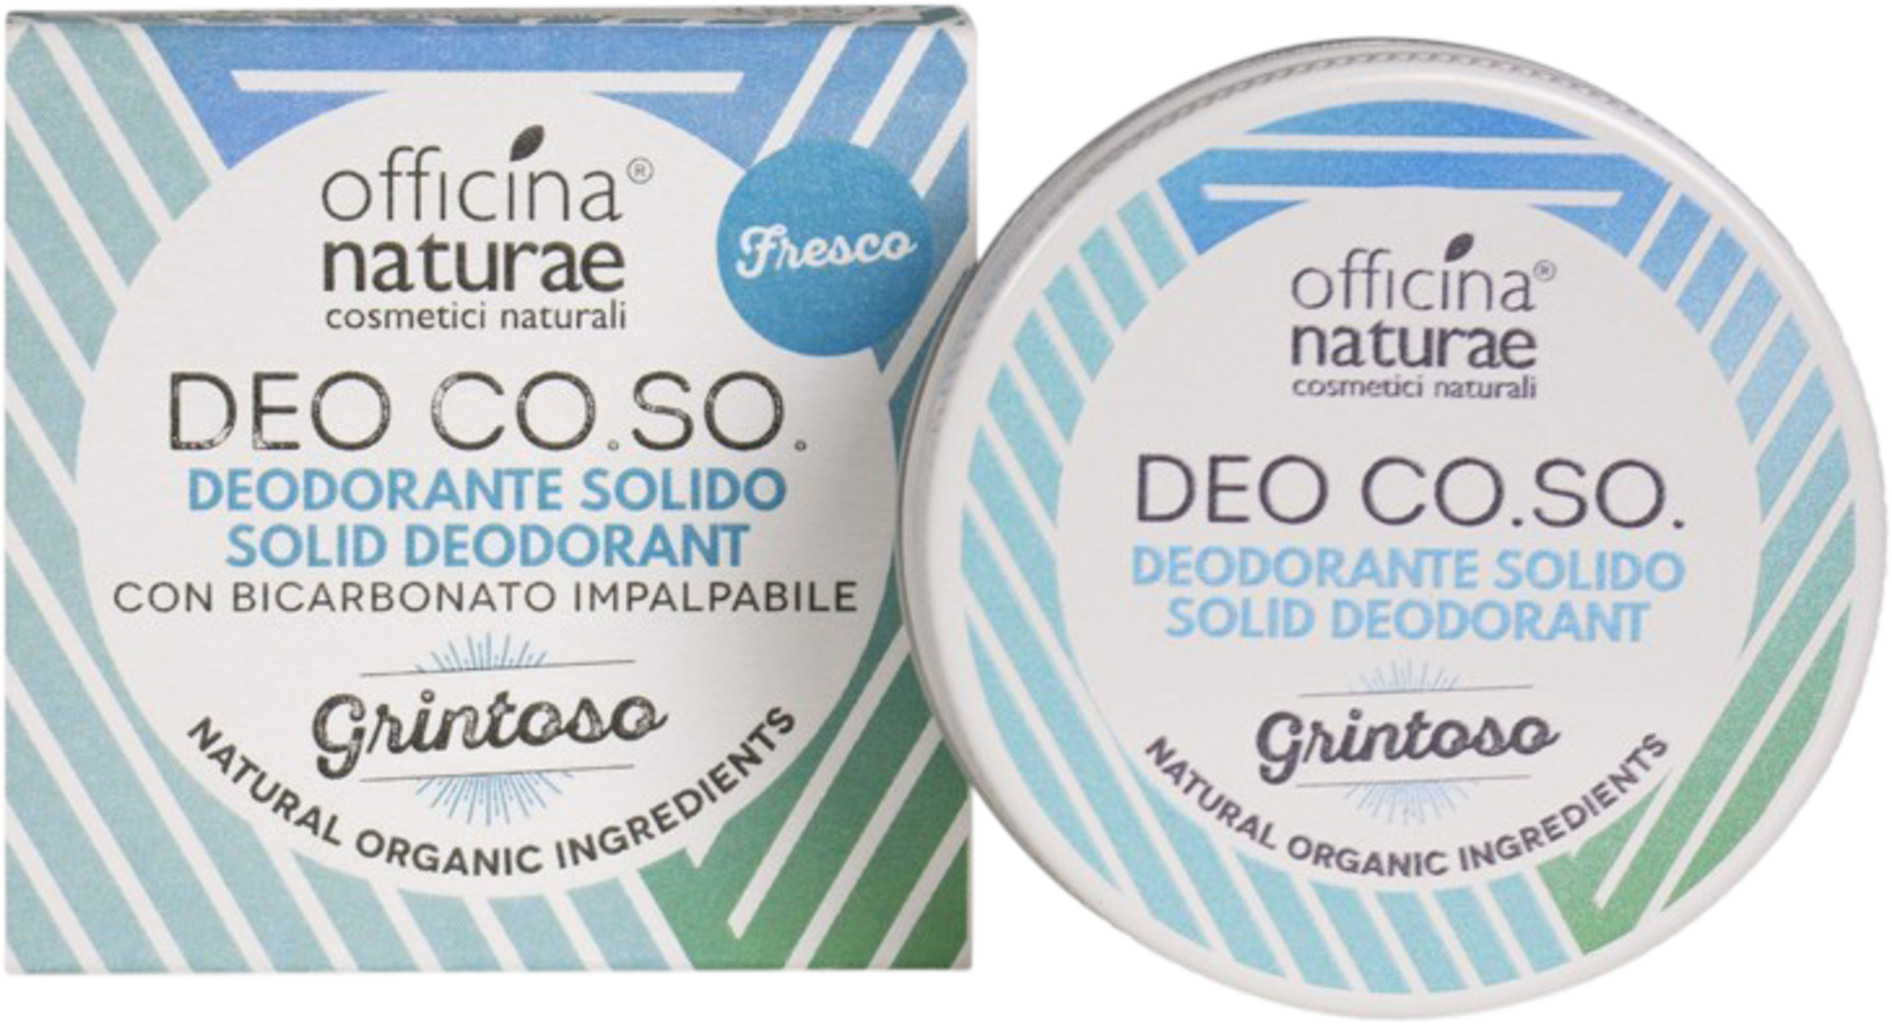 officina®
naturae
cosmetici naturali
Fresco
DEO CO.SO.
DEODORANTE SOLIDO
SOLID DEODORANT
CON BICARBONATO IMPALPABILE
Grintoso
NATURAL ORGANIC INGREDIENTS
officina®
naturae
cosmetici naturali
DEO CO.SO.
DEODORANTE SOLIDO
SOLID DEODORANT
Grintoso
NATURAL ORGANIC INGREDIENTS